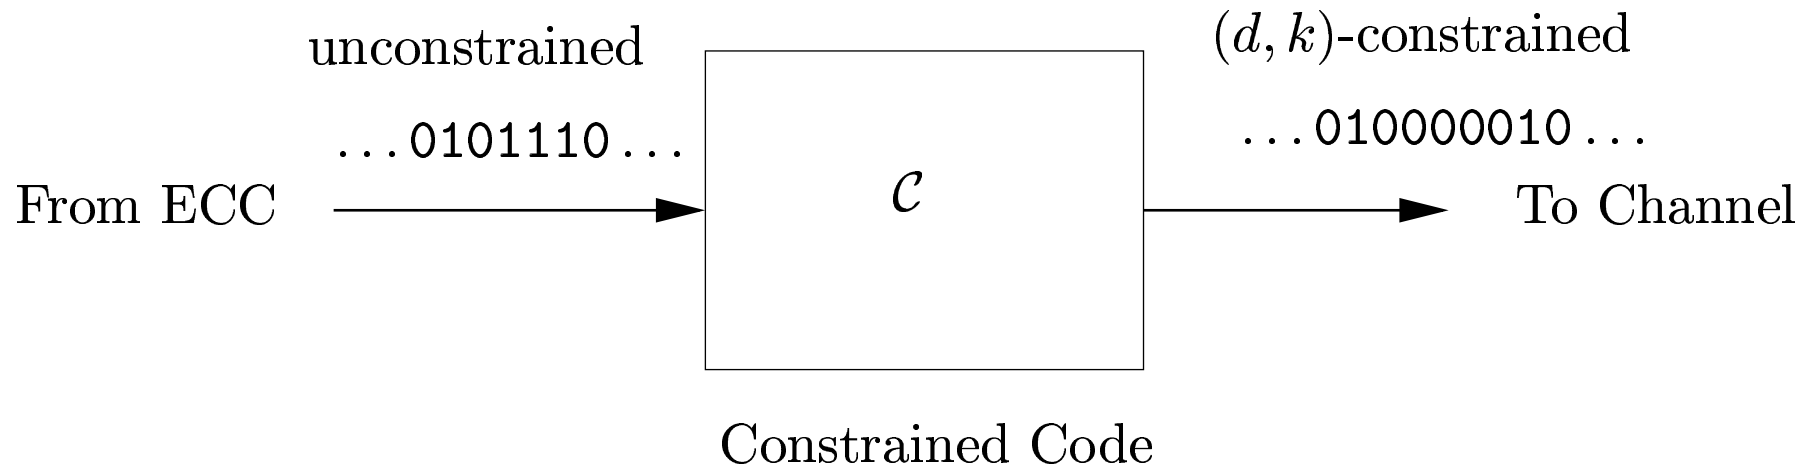 unconstrained
(d, k)-constrained
...0101110...
...010000010...
From ECC
C
To Channel
Constrained Code